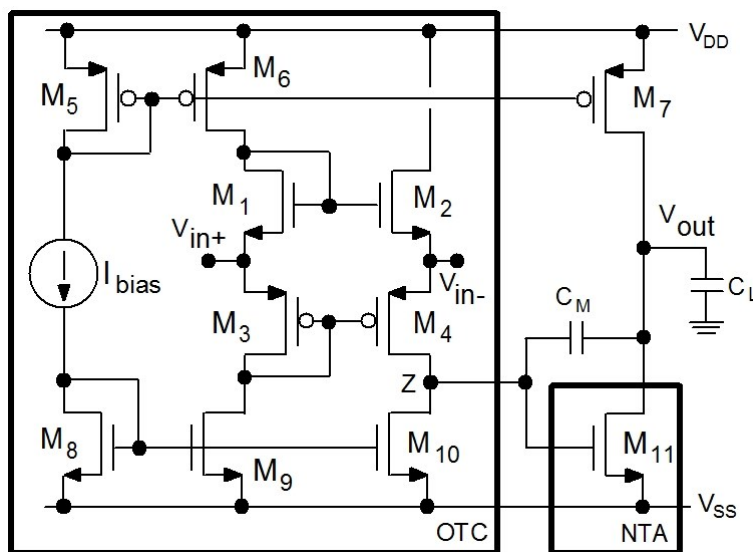 V_DD
M_5
M_6
M_7
M_1
M_2
V_in+
V_out
I_bias
V_in-
C_L
C_M
M_3
M_4
Z
M_8
M_9
M_10
M_11
V_SS
OTC
NTA